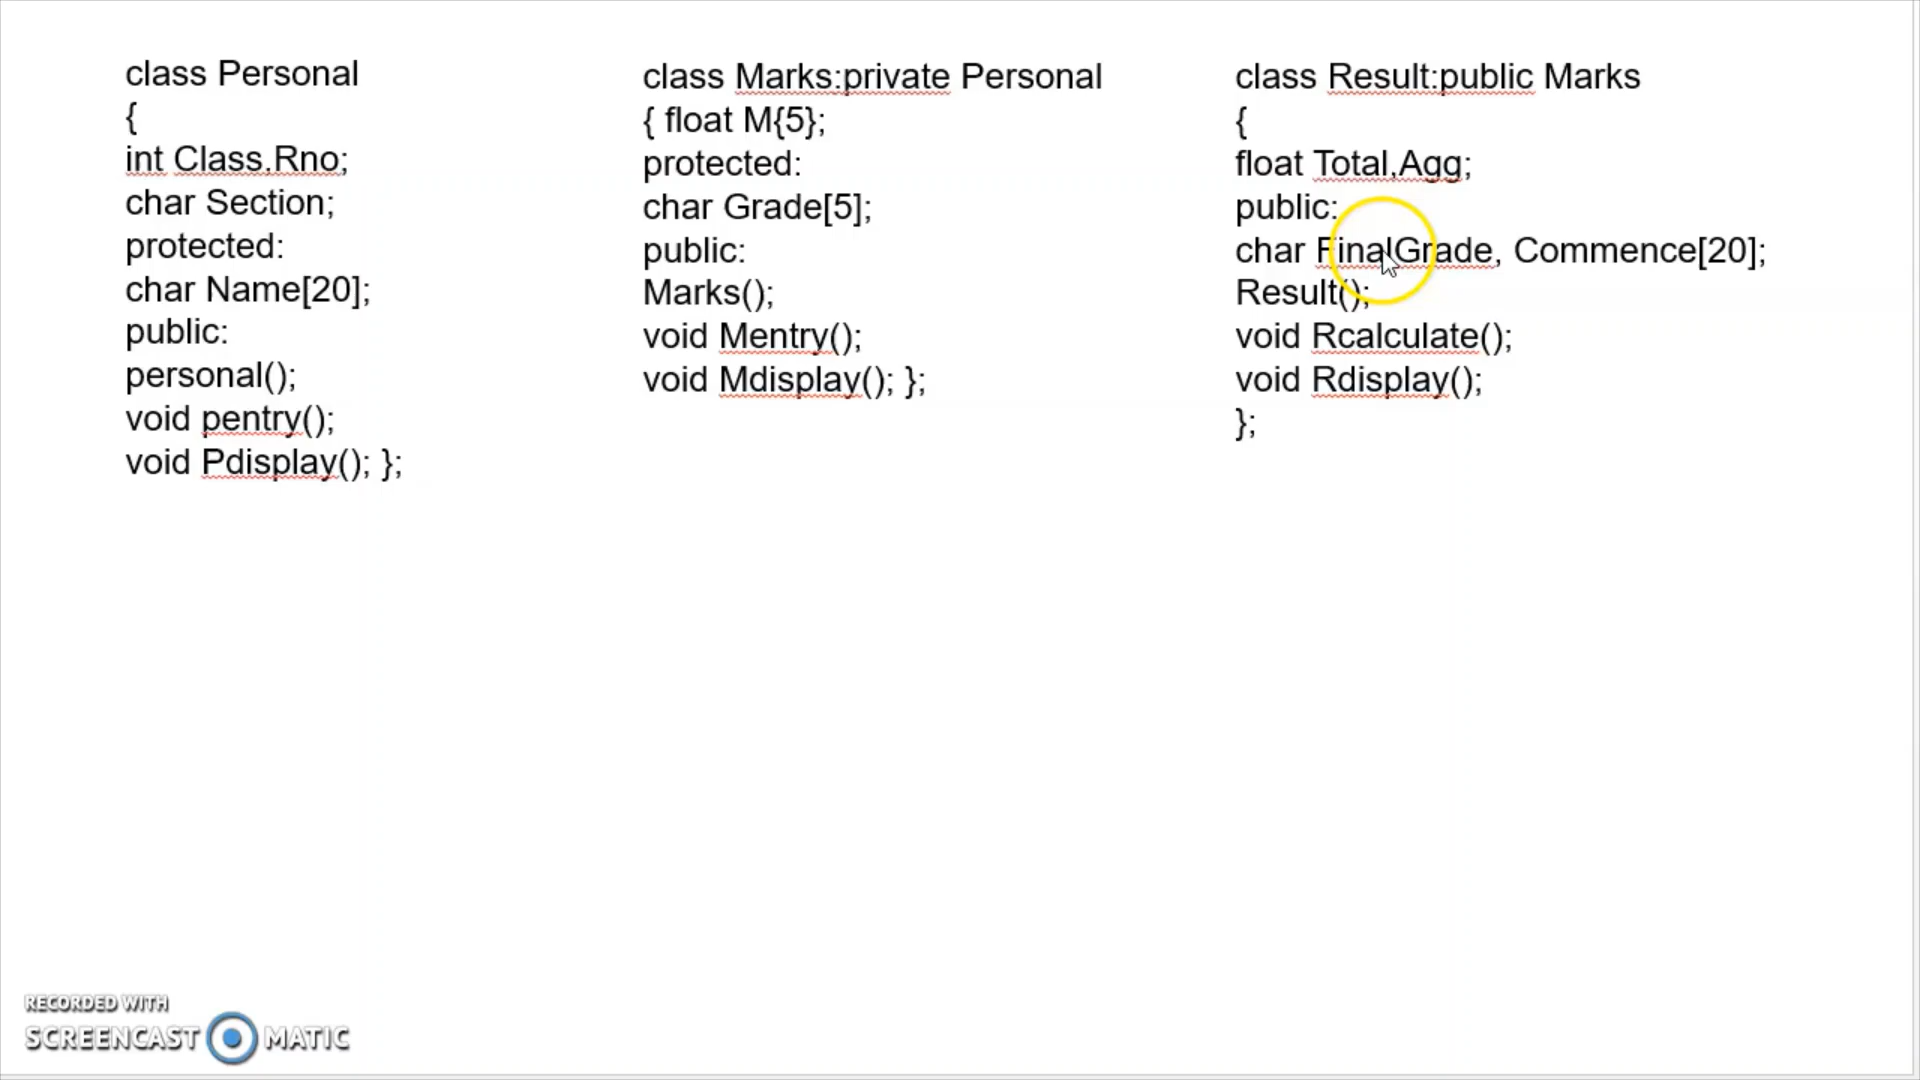 class Personal
{
int Class,Rno;
char Section;
protected:
char Name[20];
public:
personal();
void pentry();
void Pdisplay(); };
class Marks:private Personal
{ float M{5};
protected:
char Grade[5];
public:
Marks();
void Mentry();
void Mdisplay(); };
class Result:public Marks
{
float Total,Agg;
public:
char FinalGrade, Commence[20];
Result();
void Rcalculate();
void Rdisplay();
};
RECORDED WITH
SCREENCAST MATIC